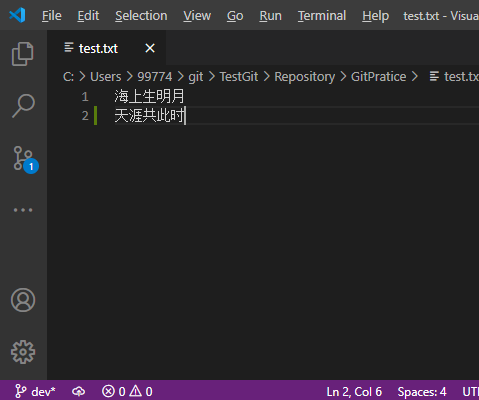 File Edit Selection View Go Run Terminal Help test.txt - Visua
test.txt
C: > Users > 99774 > git > TestGit > Repository > GitPratice > test.tx
1 海上生明月
2 天涯共此时
1
dev* 0 0 Ln 2, Col 6 Spaces: 4 UT